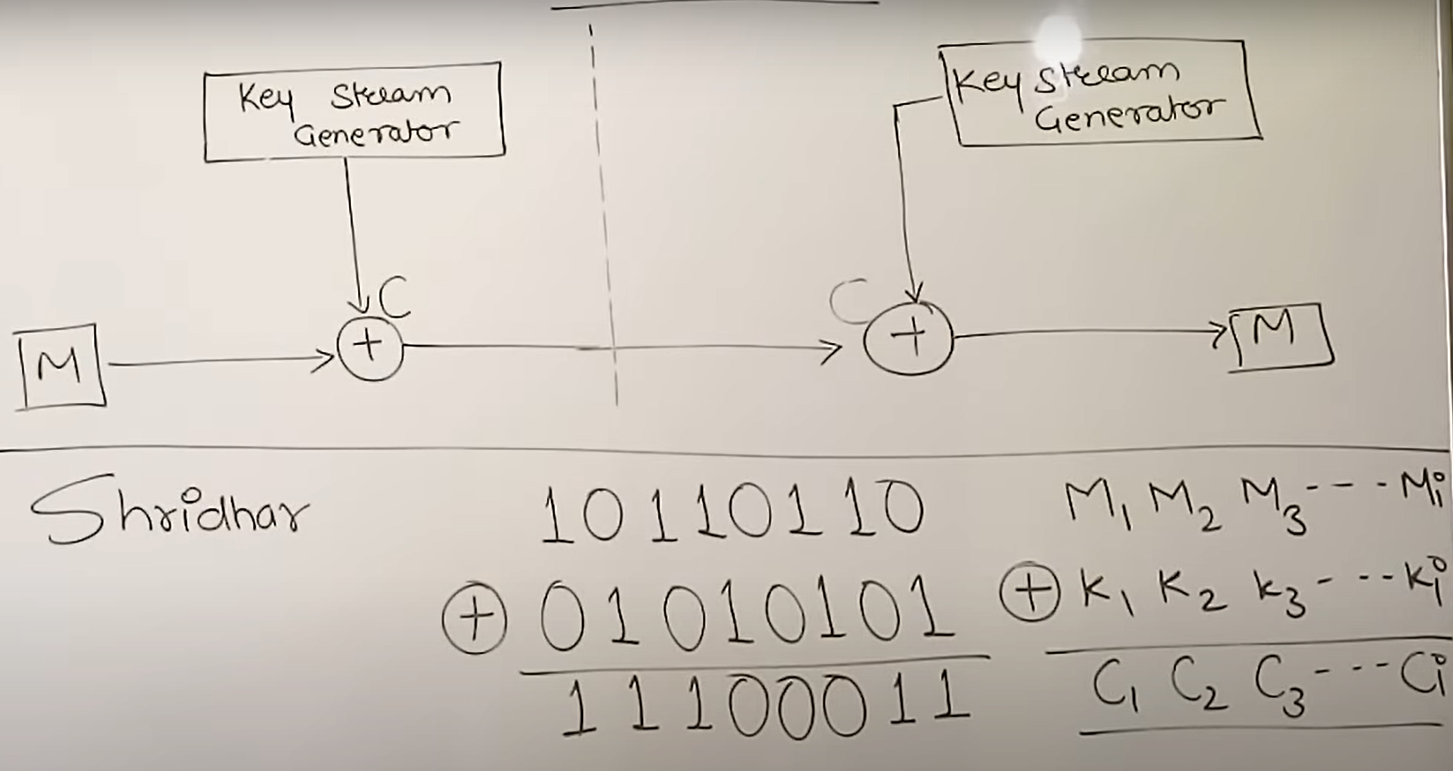 Key Stream
Generator
Key Stream
Generator
C
C
M
+
+
M
Shridhar
10110110
M₁ M₂ M₃ - - - Mi
⊕ 01010101
⊕ K₁ K₂ K₃ - - - Ki
11100011
C₁ C₂ C₃ - - - Ci